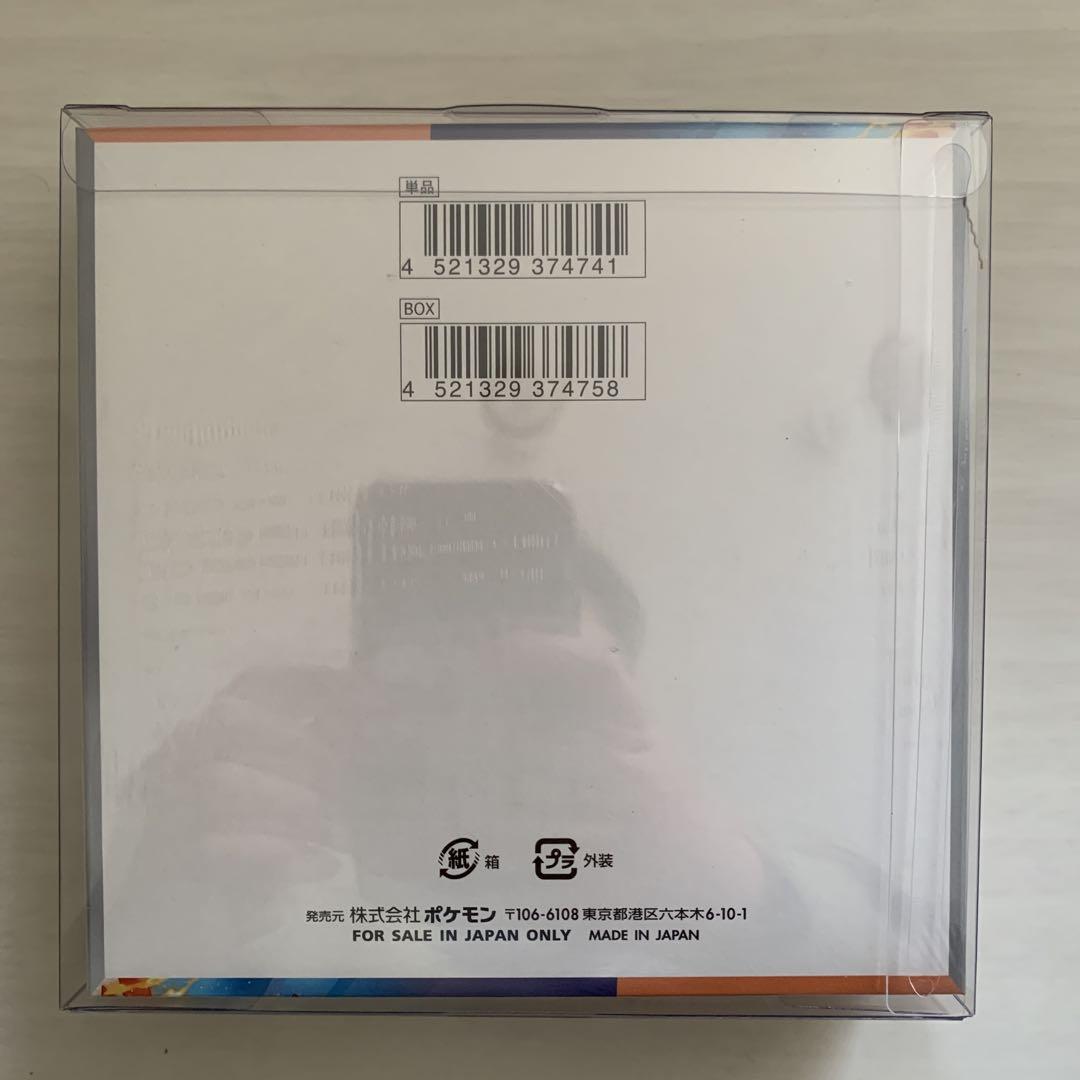 単品
4 521329 374741
BOX
4 521329 374758
紙 箱 プラ 外装
発売元 株式会社 ポケモン 〒106-6108 東京都港区六本木6-10-1
FOR SALE IN JAPAN ONLY MADE IN JAPAN